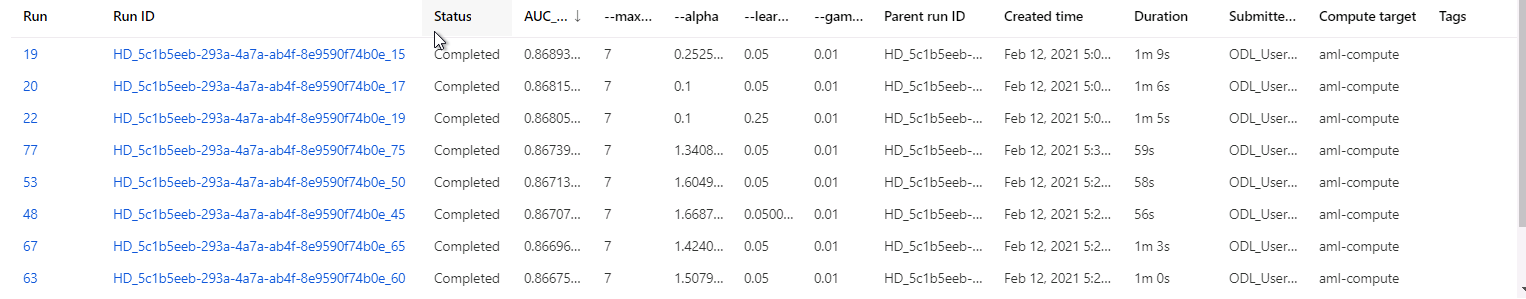 Run Run ID Status AUC_... ↓ --max... --alpha --lear... --gam... Parent run ID Created time Duration Submitte... Compute target Tags
19 HD_5c1b5eeb-293a-4a7a-ab4f-8e9590f74b0e_15 Completed 0.86893... 7 0.2525... 0.05 0.01 HD_5c1b5eeb-... Feb 12, 2021 5:0... 1m 9s ODL_User... aml-compute
20 HD_5c1b5eeb-293a-4a7a-ab4f-8e9590f74b0e_17 Completed 0.86815... 7 0.1 0.05 0.01 HD_5c1b5eeb-... Feb 12, 2021 5:0... 1m 6s ODL_User... aml-compute
22 HD_5c1b5eeb-293a-4a7a-ab4f-8e9590f74b0e_19 Completed 0.86805... 7 0.1 0.25 0.01 HD_5c1b5eeb-... Feb 12, 2021 5:0... 1m 5s ODL_User... aml-compute
77 HD_5c1b5eeb-293a-4a7a-ab4f-8e9590f74b0e_75 Completed 0.86739... 7 1.3408... 0.05 0.01 HD_5c1b5eeb-... Feb 12, 2021 5:3... 59s ODL_User... aml-compute
53 HD_5c1b5eeb-293a-4a7a-ab4f-8e9590f74b0e_50 Completed 0.86713... 7 1.6049... 0.05 0.01 HD_5c1b5eeb-... Feb 12, 2021 5:2... 58s ODL_User... aml-compute
48 HD_5c1b5eeb-293a-4a7a-ab4f-8e9590f74b0e_45 Completed 0.86707... 7 1.6687... 0.0500... 0.01 HD_5c1b5eeb-... Feb 12, 2021 5:2... 56s ODL_User... aml-compute
67 HD_5c1b5eeb-293a-4a7a-ab4f-8e9590f74b0e_65 Completed 0.86696... 7 1.4240... 0.05 0.01 HD_5c1b5eeb-... Feb 12, 2021 5:2... 1m 3s ODL_User... aml-compute
63 HD_5c1b5eeb-293a-4a7a-ab4f-8e9590f74b0e_60 Completed 0.86675... 7 1.5079... 0.05 0.01 HD_5c1b5eeb-... Feb 12, 2021 5:2... 1m 0s ODL_User... aml-compute